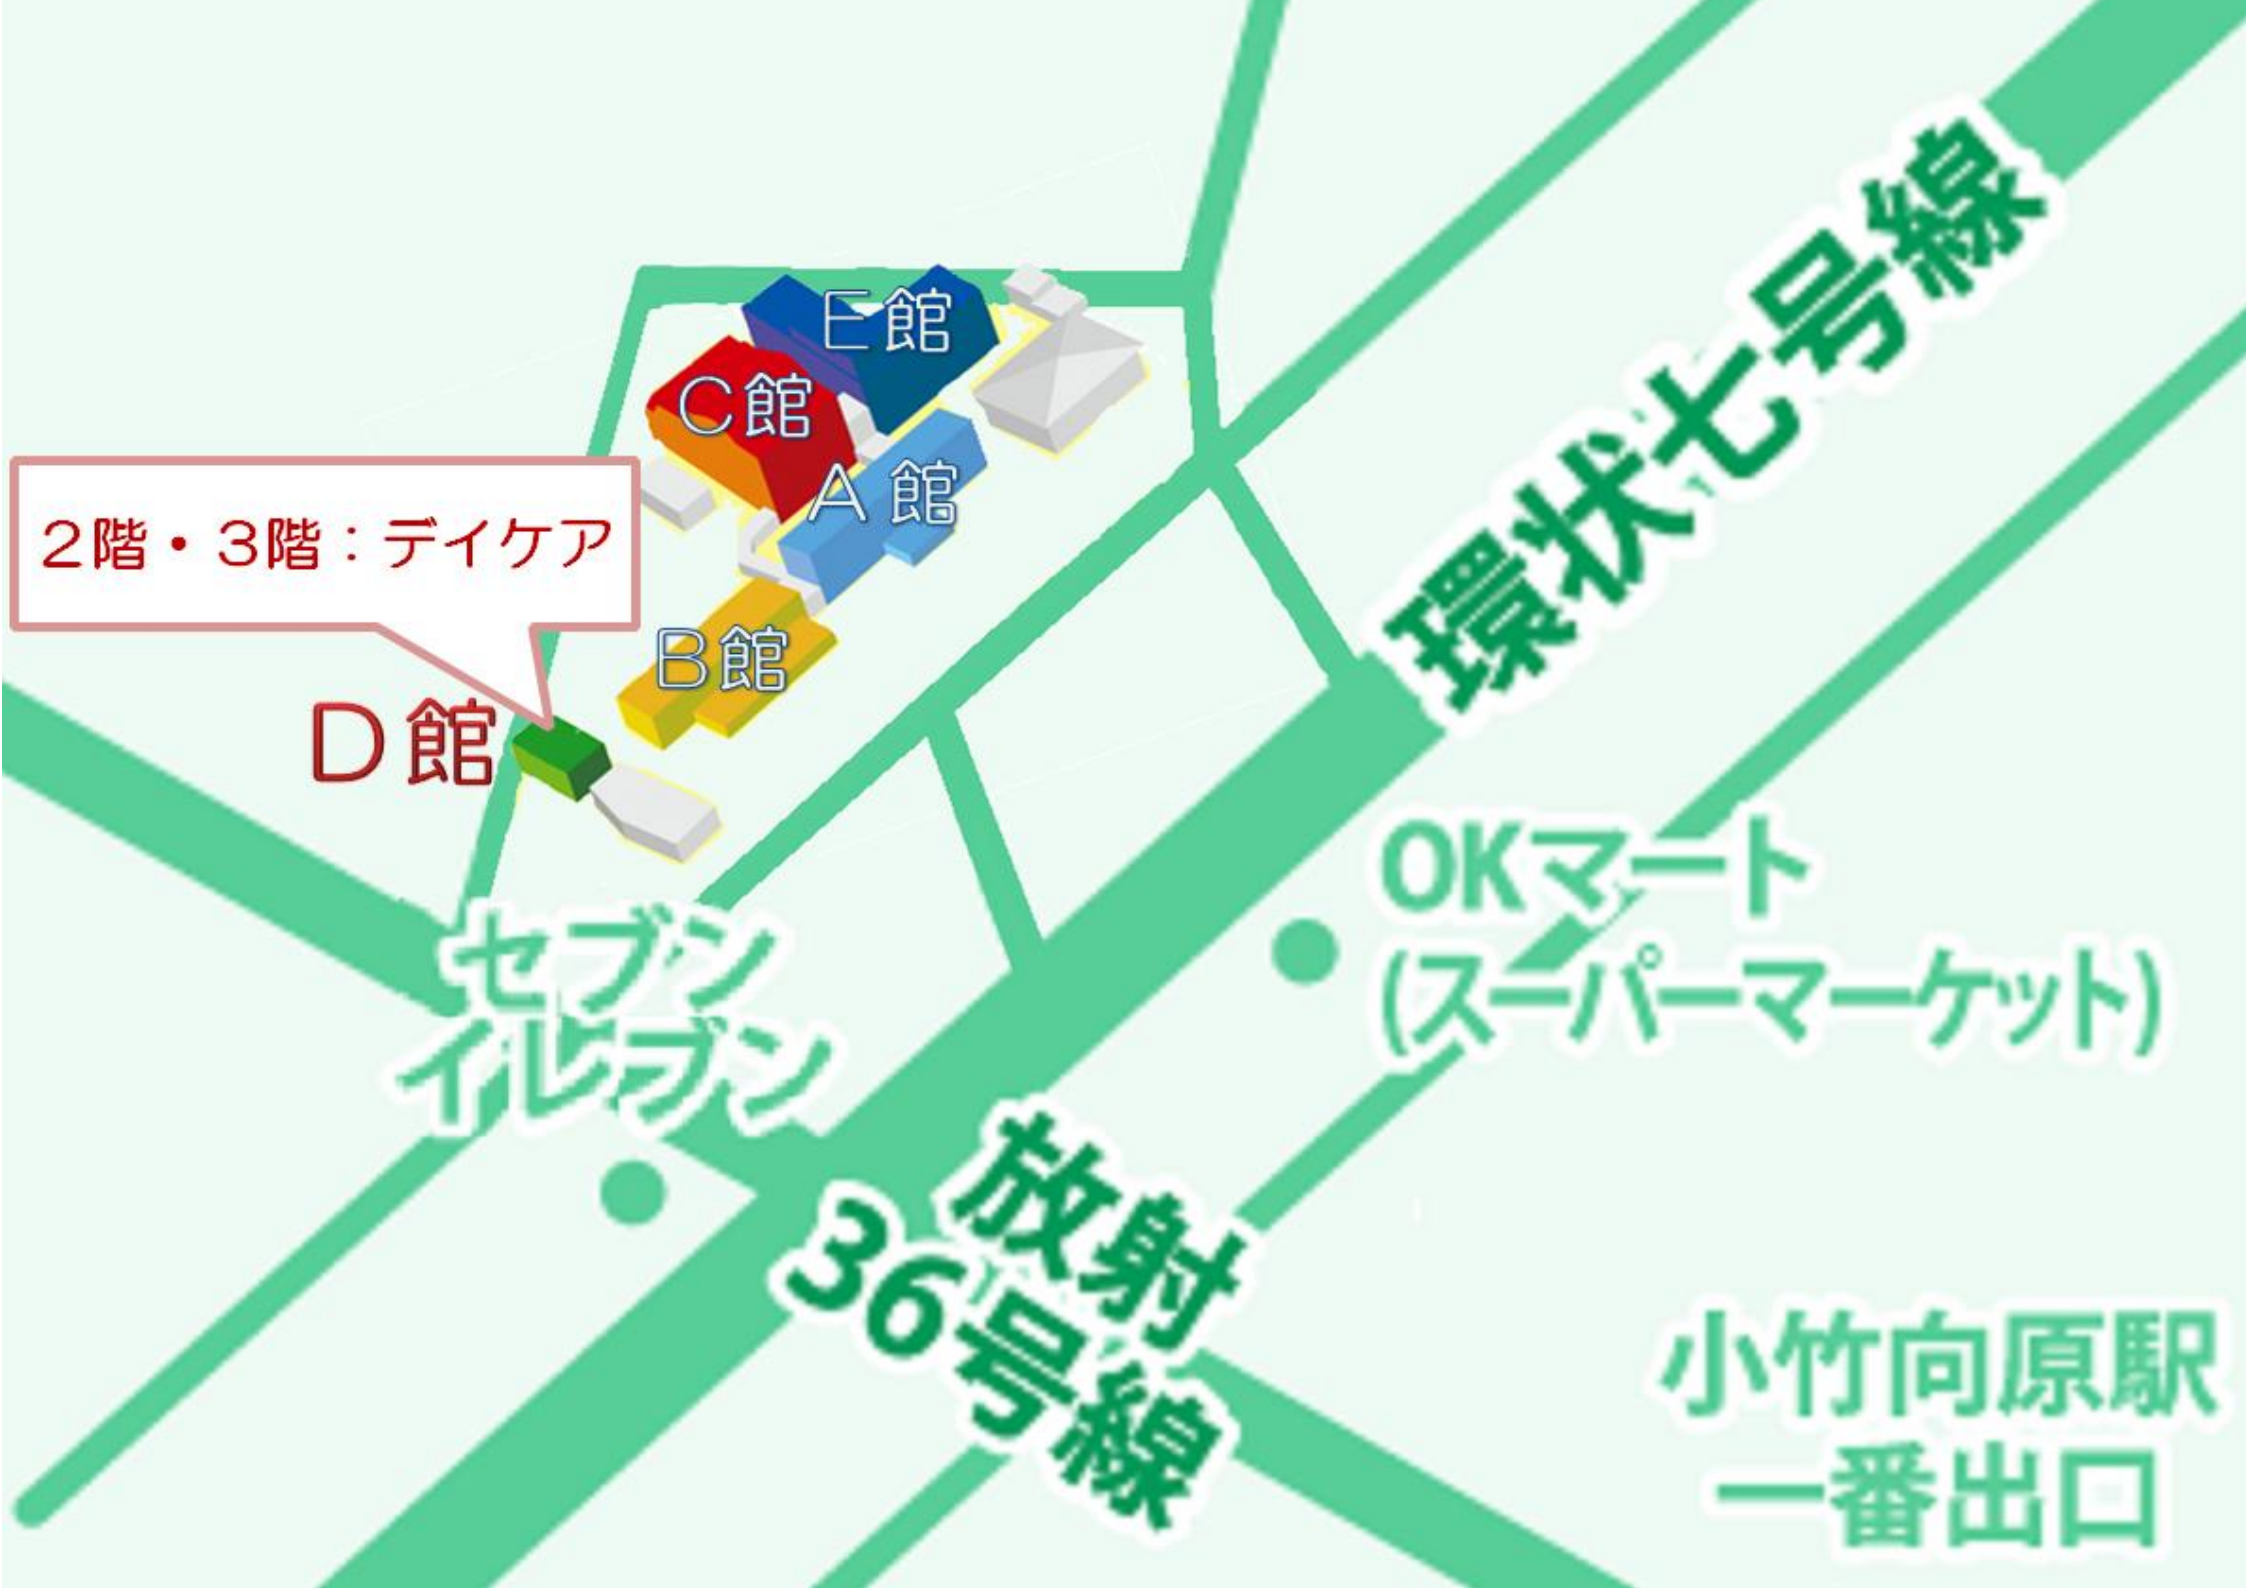 E館
C館
A館
2階・3階：デイケア
B館
D館
環状七号線
OKマート
(スーパーマーケット)
セブン
イレブン
放射
36号線
小竹向原駅
一番出口